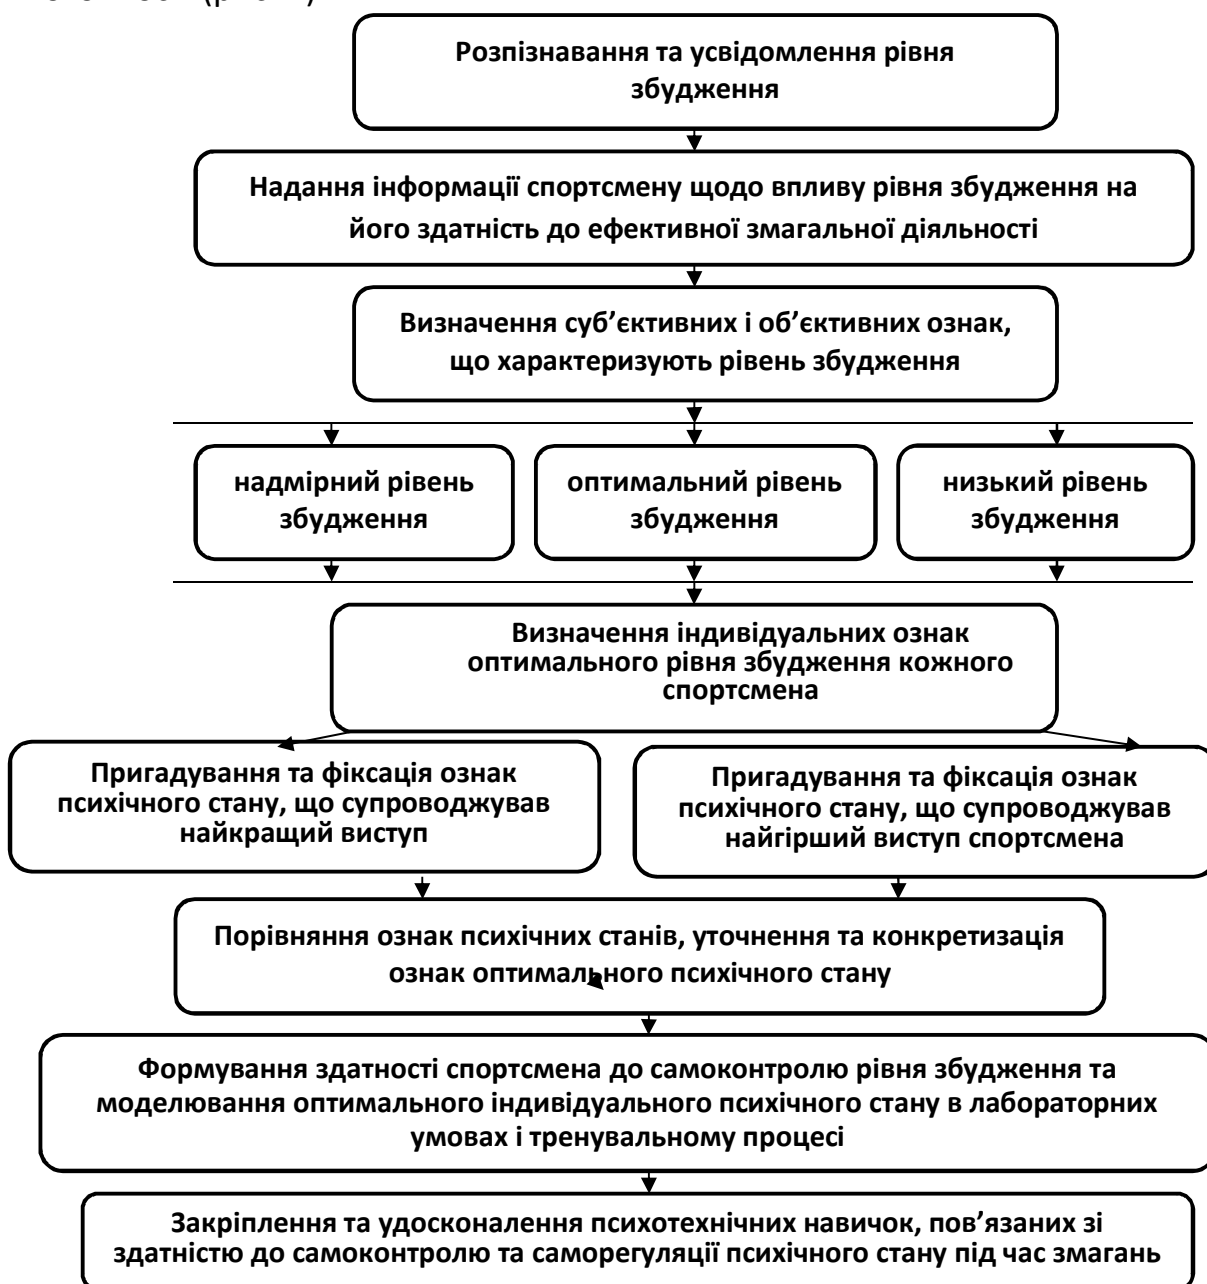 Розпізнавання та усвідомлення рівня
збудження
Надання інформації спортсмену щодо впливу рівня збудження на
його здатність до ефективної змагальної діяльності
Визначення суб’єктивних і об’єктивних ознак,
що характеризують рівень збудження
надмірний рівень
збудження
оптимальний рівень
збудження
низький рівень
збудження
Визначення індивідуальних ознак
оптимального рівня збудження кожного
спортсмена
Пригадування та фіксація ознак
психічного стану, що супроводжував
найкращий виступ
Пригадування та фіксація ознак
психічного стану, що супроводжував
найгірший виступ спортсмена
Порівняння ознак психічних станів, уточнення та конкретизація
ознак оптимального психічного стану
Формування здатності спортсмена до самоконтролю рівня збудження та
моделювання оптимального індивідуального психічного стану в лабораторних
умовах і тренувальному процесі
Закріплення та удосконалення психотехнічних навичок, пов’язаних зі
здатністю до самоконтролю та саморегуляції психічного стану під час змагань